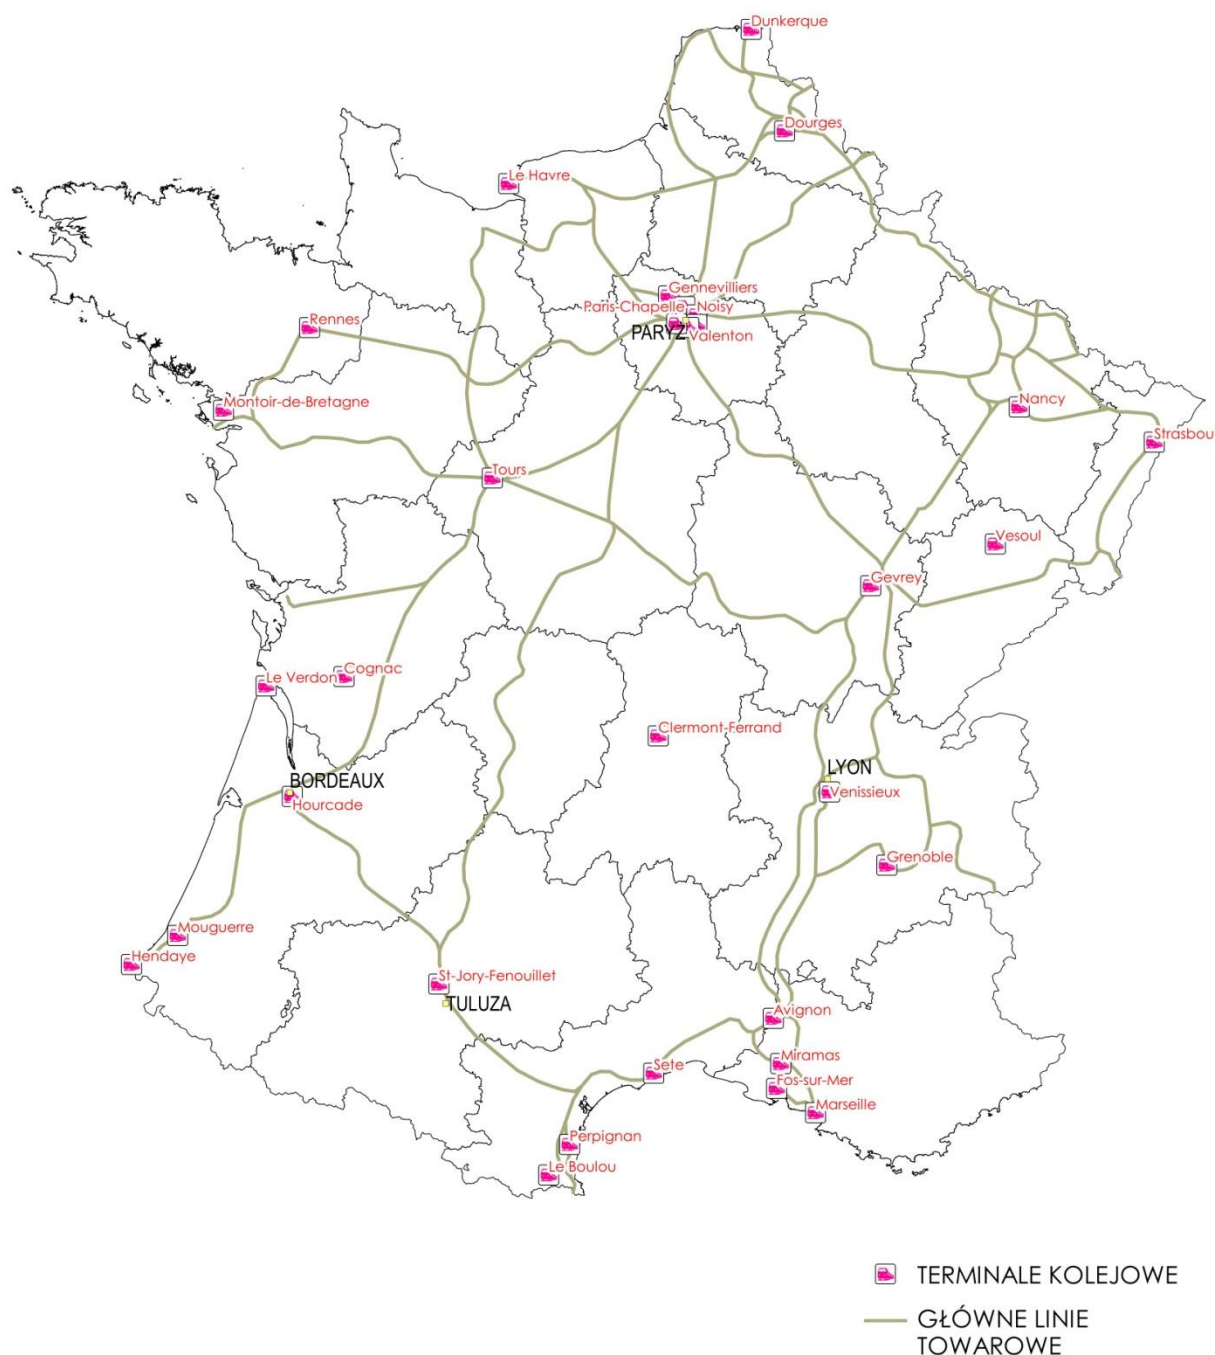 Dunkerque
Dourges
Le Havre
Gennevilliers
Paris-Chapelle
Noisy
PARYZ
Valenton
Rennes
Montoir-de-Bretagne
Nancy
Strasbou
Tours
Vesoul
Gevrey
Cognac
Le Verdon
Clermont-Ferrand
LYON
BORDEAUX
Venissieux
Hourcade
Grenoble
Mouguerre
Hendaye
St-Jory-Fenouillet
TULUZA
Avignon
Miramas
Sete
Fos-sur-Mer
Marseille
Perpignan
Le Boulou
TERMINALE KOLEJOWE
GŁÓWNE LINIE
TOWAROWE